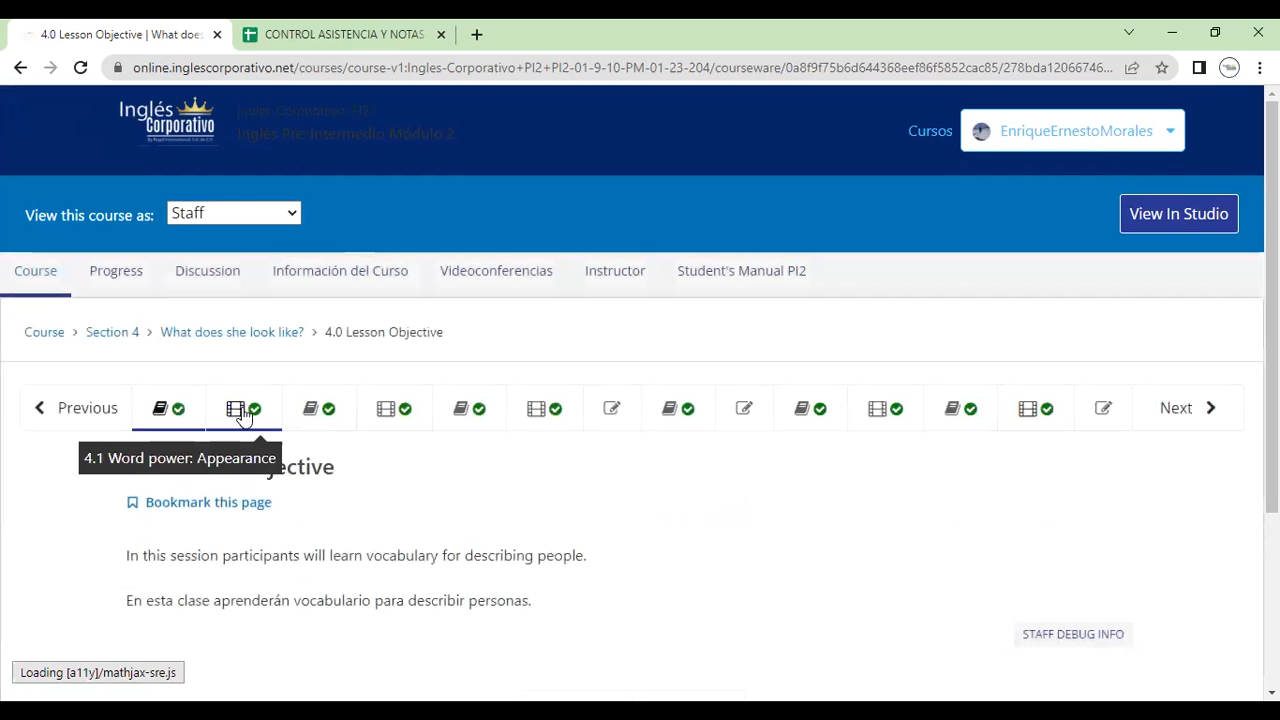 4.0 Lesson Objective | What does
CONTROL ASISTENCIA Y NOTAS
online.inglescorporativo.net/courses/course-v1:Ingles-Corporativo+PI2+PI2-01-9-10-PM-01-23-204/courseware/0a8f9f75b6d644368eef86f5852cac85/278bda12066746...
Inglés
Corporativo
Inglés Pre-Intermedio Módulo 2
Cursos
EnriqueErnestoMorales
View this course as:
Staff
View In Studio
Course
Progress
Discussion
Información del Curso
Videoconferencias
Instructor
Student's Manual PI2
Course > Section 4 > What does she look like? > 4.0 Lesson Objective
Previous
Next
4.1 Word power: Appearance
Bookmark this page
In this session participants will learn vocabulary for describing people.
En esta clase aprenderán vocabulario para describir personas.
STAFF DEBUG INFO
Loading [a11y]/mathjax-sre.js